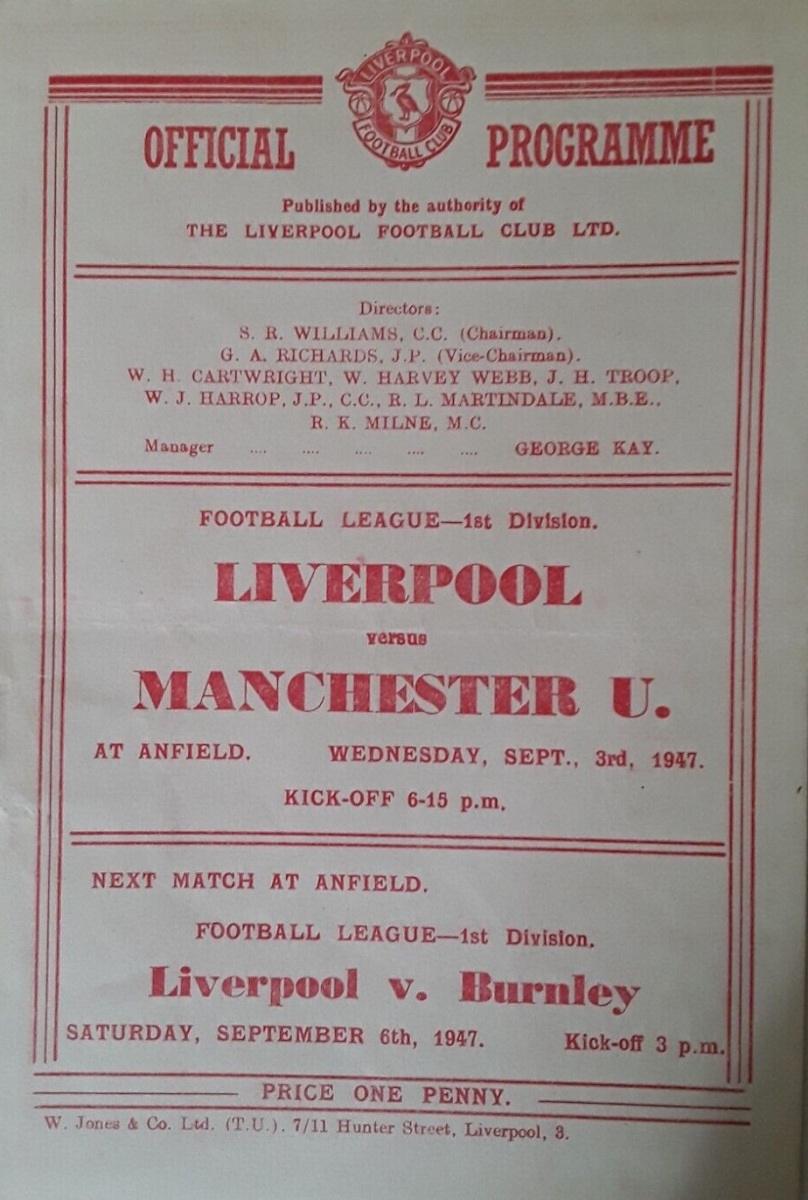 LIVERPOOL
FOOTBALL CLUB
OFFICIAL PROGRAMME
Published by the authority of
THE LIVERPOOL FOOTBALL CLUB LTD.
Directors:
S. R. WILLIAMS, C.C. (Chairman).
G. A. RICHARDS, J.P. (Vice-Chairman).
W. H. CARTWRIGHT, W. HARVEY WEBB, J. H. TROOP,
W. J. HARROP, J.P., C.C., R. L. MARTINDALE, M.B.E.,
R. K. MILNE, M.C.
Manager .... .... .... .... .... GEORGE KAY.
FOOTBALL LEAGUE—1st Division.
LIVERPOOL
versus
MANCHESTER U.
AT ANFIELD. WEDNESDAY, SEPT., 3rd, 1947.
KICK-OFF 6-15 p.m.
NEXT MATCH AT ANFIELD.
FOOTBALL LEAGUE—1st Division.
Liverpool v. Burnley
SATURDAY, SEPTEMBER 6th, 1947. Kick-off 3 p.m.
PRICE ONE PENNY.
W. Jones & Co. Ltd. (T.U.). 7/11 Hunter Street, Liverpool, 3.